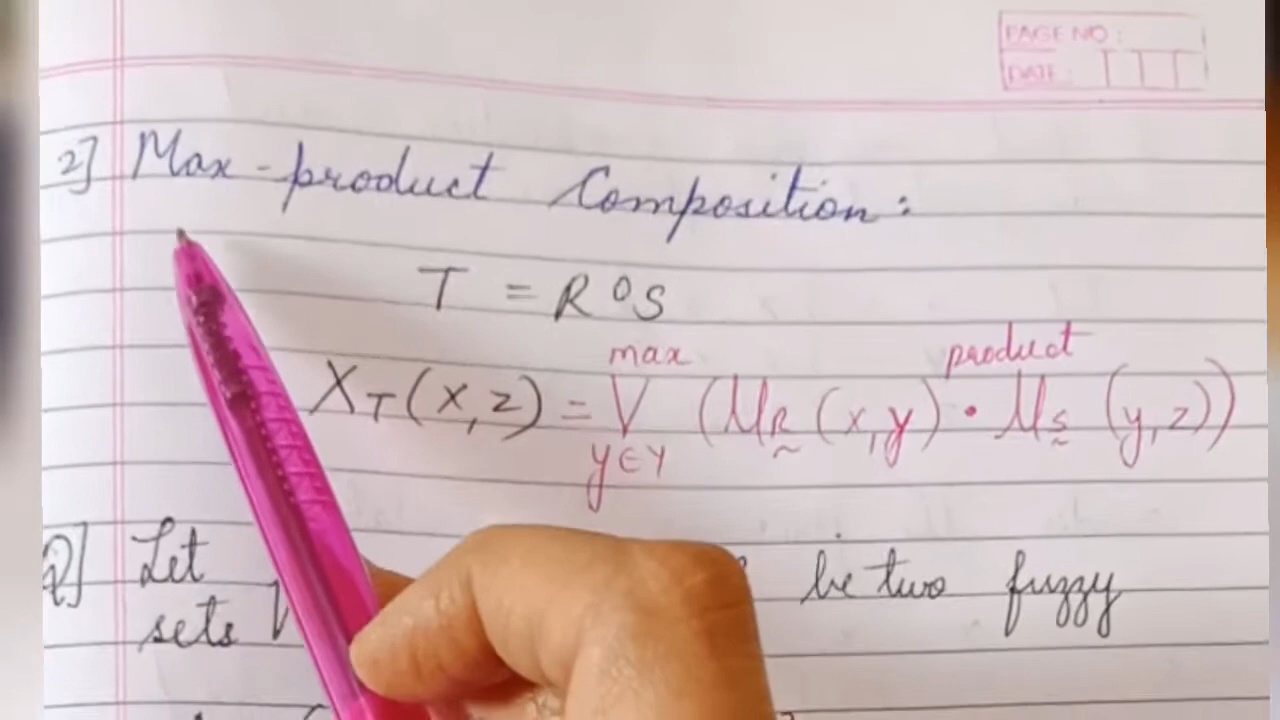 PAGE NO :
DATE :
2] Max-product Composition:
T = R°S
max product
X_T(x,z) = V (μ_R̰ (x,y) • μ_S̰ (y,z))
y∈Y
Q] Let be two fuzzy
sets